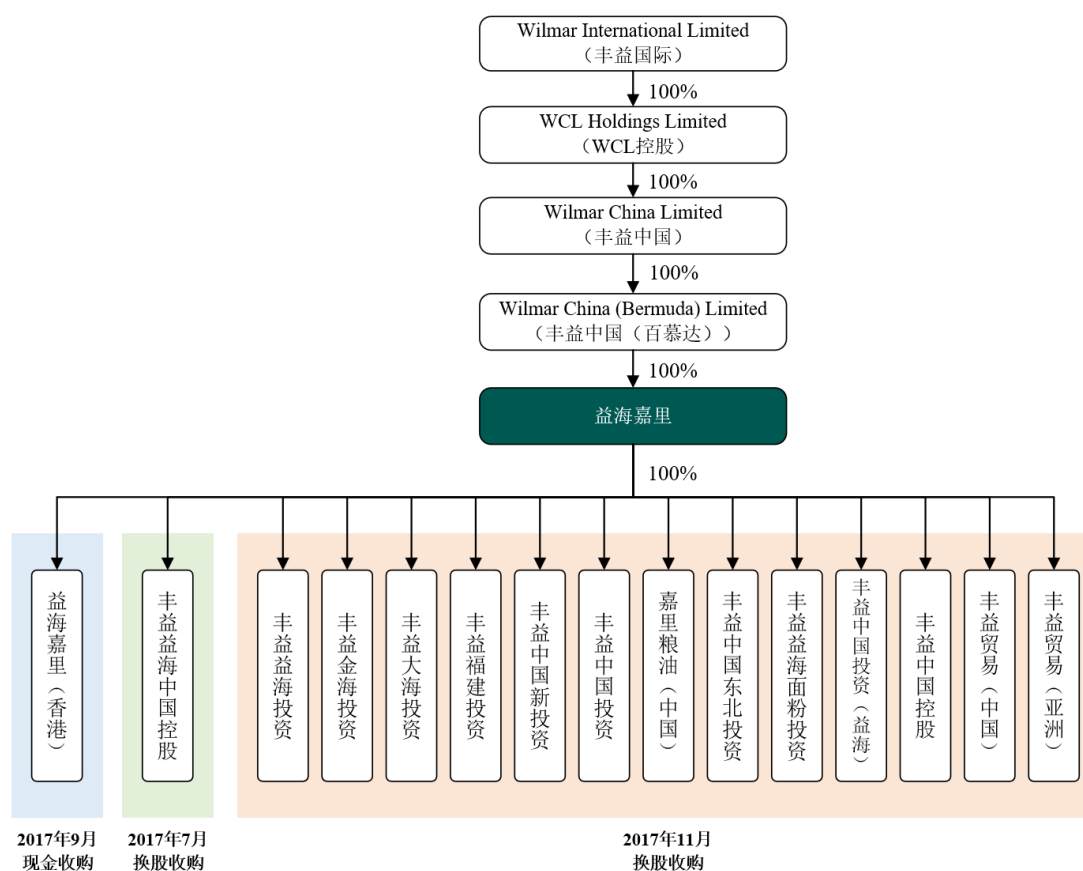 Wilmar International Limited
（丰益国际）
100%
WCL Holdings Limited
（WCL控股）
100%
Wilmar China Limited
（丰益中国）
100%
Wilmar China (Bermuda) Limited
（丰益中国（百慕达））
100%
益海嘉里
100%
益海嘉里（香港）
丰益益海中国控股
丰益益海投资
丰益金海投资
丰益大海投资
丰益福建投资
丰益中国新投资
丰益中国投资
嘉里粮油（中国）
丰益中国东北投资
丰益益海面粉投资
丰益中国投资（益海）
丰益中国控股
丰益贸易（中国）
丰益贸易（亚洲）
2017年9月
现金收购
2017年7月
换股收购
2017年11月
换股收购